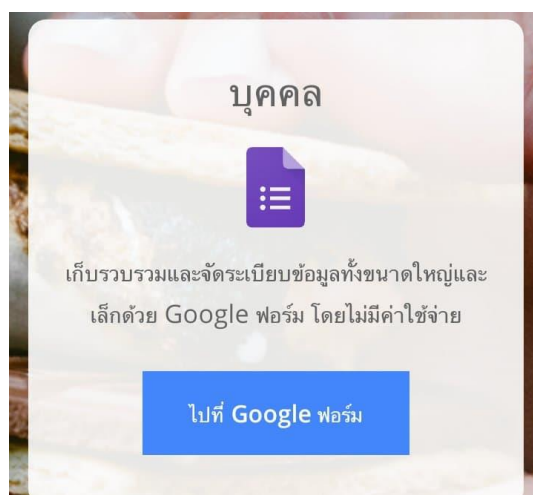 บุคคล
เก็บรวบรวมและจัดระเบียบข้อมูลทั้งขนาดใหญ่และ
เล็กด้วย Google ฟอร์ม โดยไม่มีค่าใช้จ่าย
ไปที่ Google ฟอร์ม